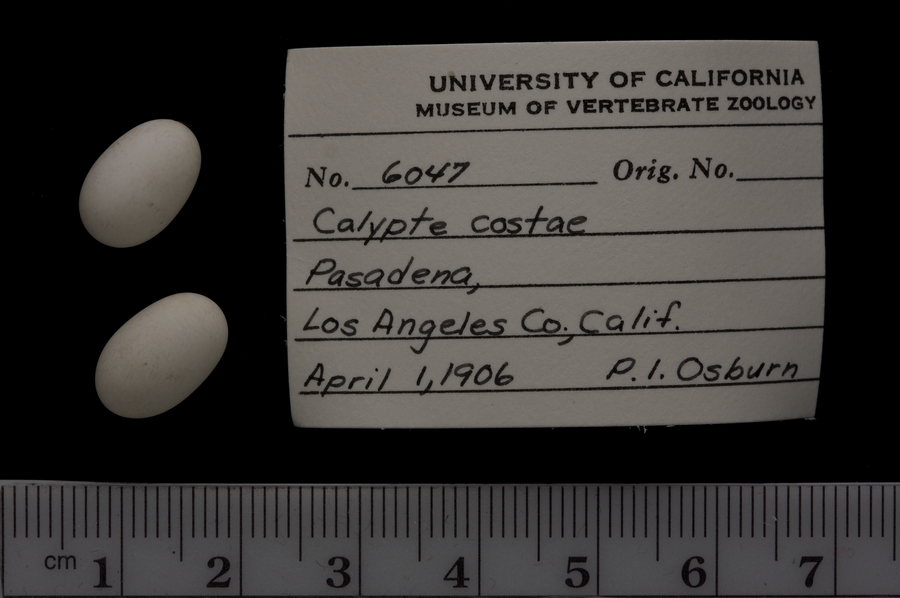 UNIVERSITY OF CALIFORNIA
MUSEUM OF VERTEBRATE ZOOLOGY
No. 6047 Orig. No.
Calypte costae
Pasadena,
Los Angeles Co., Calif.
April 1, 1906 P. I. Osburn
cm 1 2 3 4 5 6 7